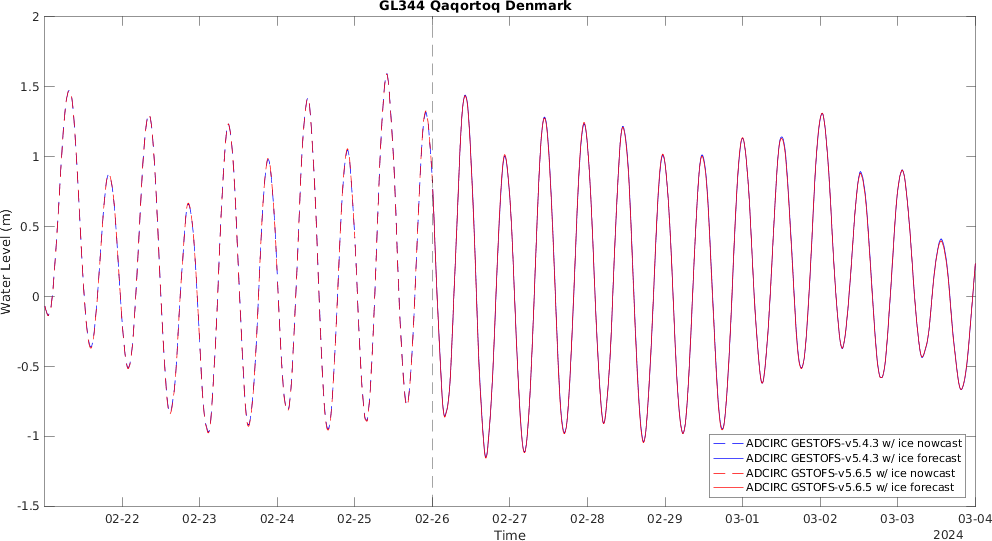 GL344 Qaqortoq Denmark
2
1.5
1
0.5
0
-0.5
-1
-1.5
Water Level (m)
ADCIRC GESTOFS-v5.4.3 w/ ice nowcast
ADCIRC GESTOFS-v5.4.3 w/ ice forecast
ADCIRC GSTOFS-v5.6.5 w/ ice nowcast
ADCIRC GSTOFS-v5.6.5 w/ ice forecast
02-22 02-23 02-24 02-25 02-26 02-27 02-28 02-29 03-01 03-02 03-03 03-04
Time
2024